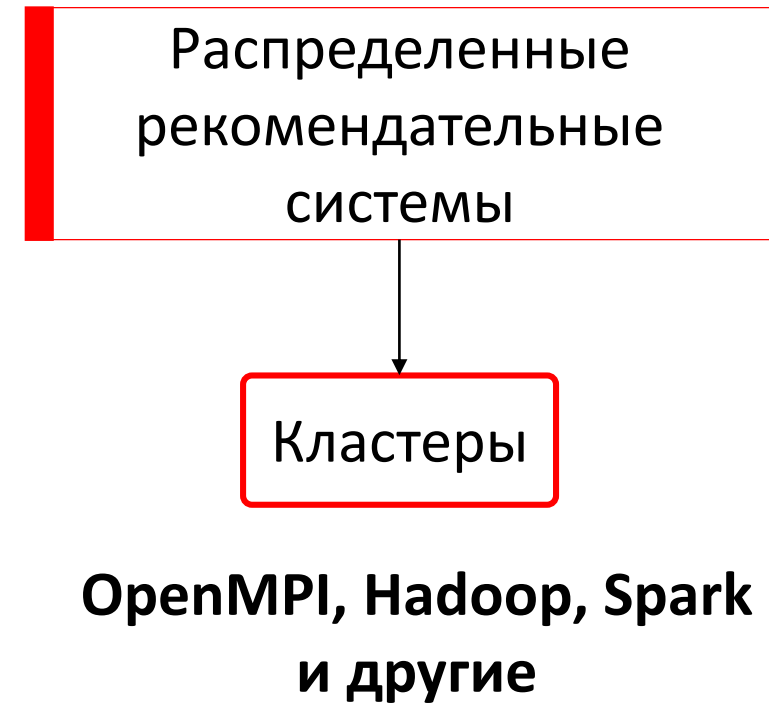 Распределенные
рекомендательные
системы
Кластеры
OpenMPI, Hadoop, Spark
и другие